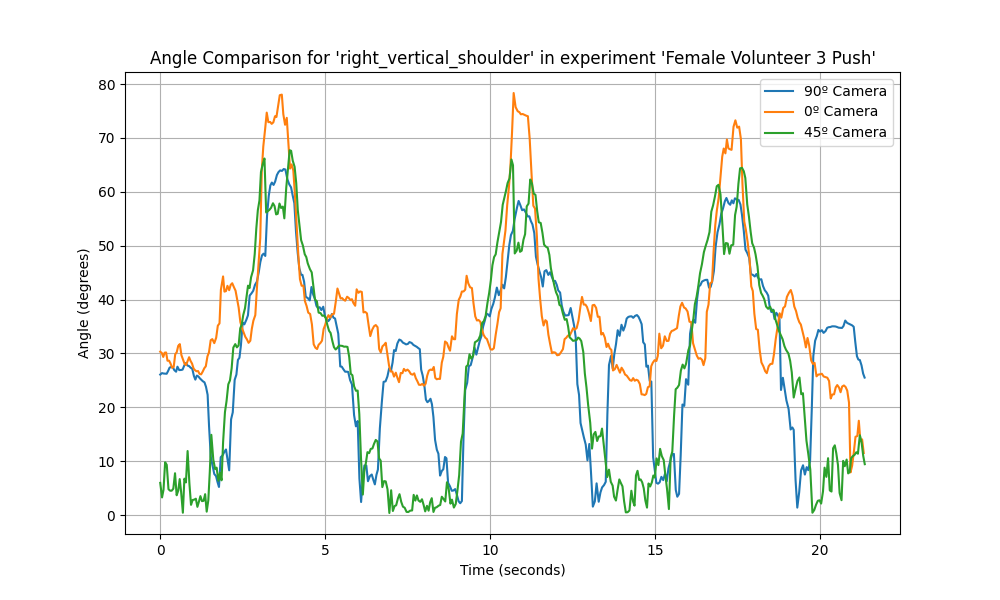 Angle Comparison for 'right_vertical_shoulder' in experiment 'Female Volunteer 3 Push'
90º Camera
0º Camera
45º Camera
Angle (degrees)
80
70
60
50
40
30
20
10
0
0 5 10 15 20
Time (seconds)